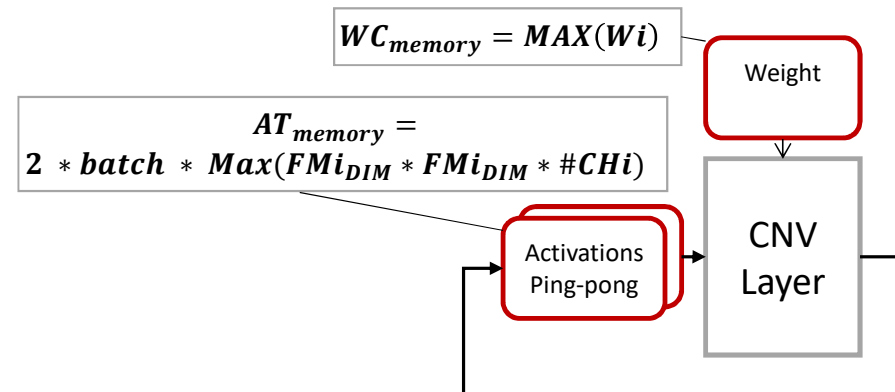 WC_memory = MAX(Wi)
Weight
AT_memory =
2 * batch * Max(FMi_DIM * FMi_DIM * #CHi)
Activations
Ping-pong
CNV
Layer